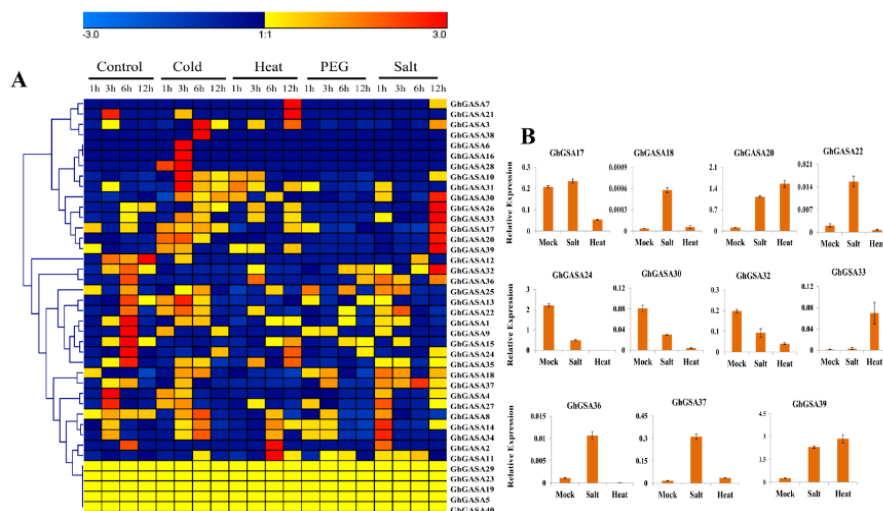 -3.0 1:1 3.0
A
Control Cold Heat PEG Salt
1h 3h 6h 12h 1h 3h 6h 12h 1h 3h 6h 12h 1h 3h 6h 12h 1h 3h 6h 12h
GhGASA7
GhGASA21
GhGASA3
GhGASA38
GhGASA6
GhGASA16
GhGASA28
GhGASA10
GhGASA31
GhGASA30
GhGASA26
GhGASA33
GhGASA17
GhGASA20
GhGASA39
GhGASA12
GhGASA32
GhGASA36
GhGASA25
GhGASA13
GhGASA22
GhGASA1
GhGASA9
GhGASA15
GhGASA24
GhGASA35
GhGASA18
GhGASA37
GhGASA4
GhGASA27
GhGASA8
GhGASA14
GhGASA34
GhGASA2
GhGASA11
GhGASA29
GhGASA23
GhGASA19
GhGASA5
GhGASA40
B
GhGSA17 GhGASA18 GhGASA20 GhGASA22
Relative Expression
0.3 0.0009 2.1 0.021
0.2 0.0006 1.4 0.014
0.1 0.0003 0.7 0.007
0 0 0 0
Mock Salt Heat Mock Salt Heat Mock Salt Heat Mock Salt Heat
GhGASA24 GhGASA30 GhGSA32 GhGSA33
Relative Expression
3 0.12 0.3 0.12
2 0.08 0.2 0.08
1 0.04 0.1 0.04
0 0 0 0
Mock Salt Heat Mock Salt Heat Mock Salt Heat Mock Salt Heat
GhGSA36 GhGSA37 GhGSA39
Relative Expression
0.015 0.45 4.5
0.01 0.3 3
0.005 0.15 1.5
0 0 0
Mock Salt Heat Mock Salt Heat Mock Salt Heat